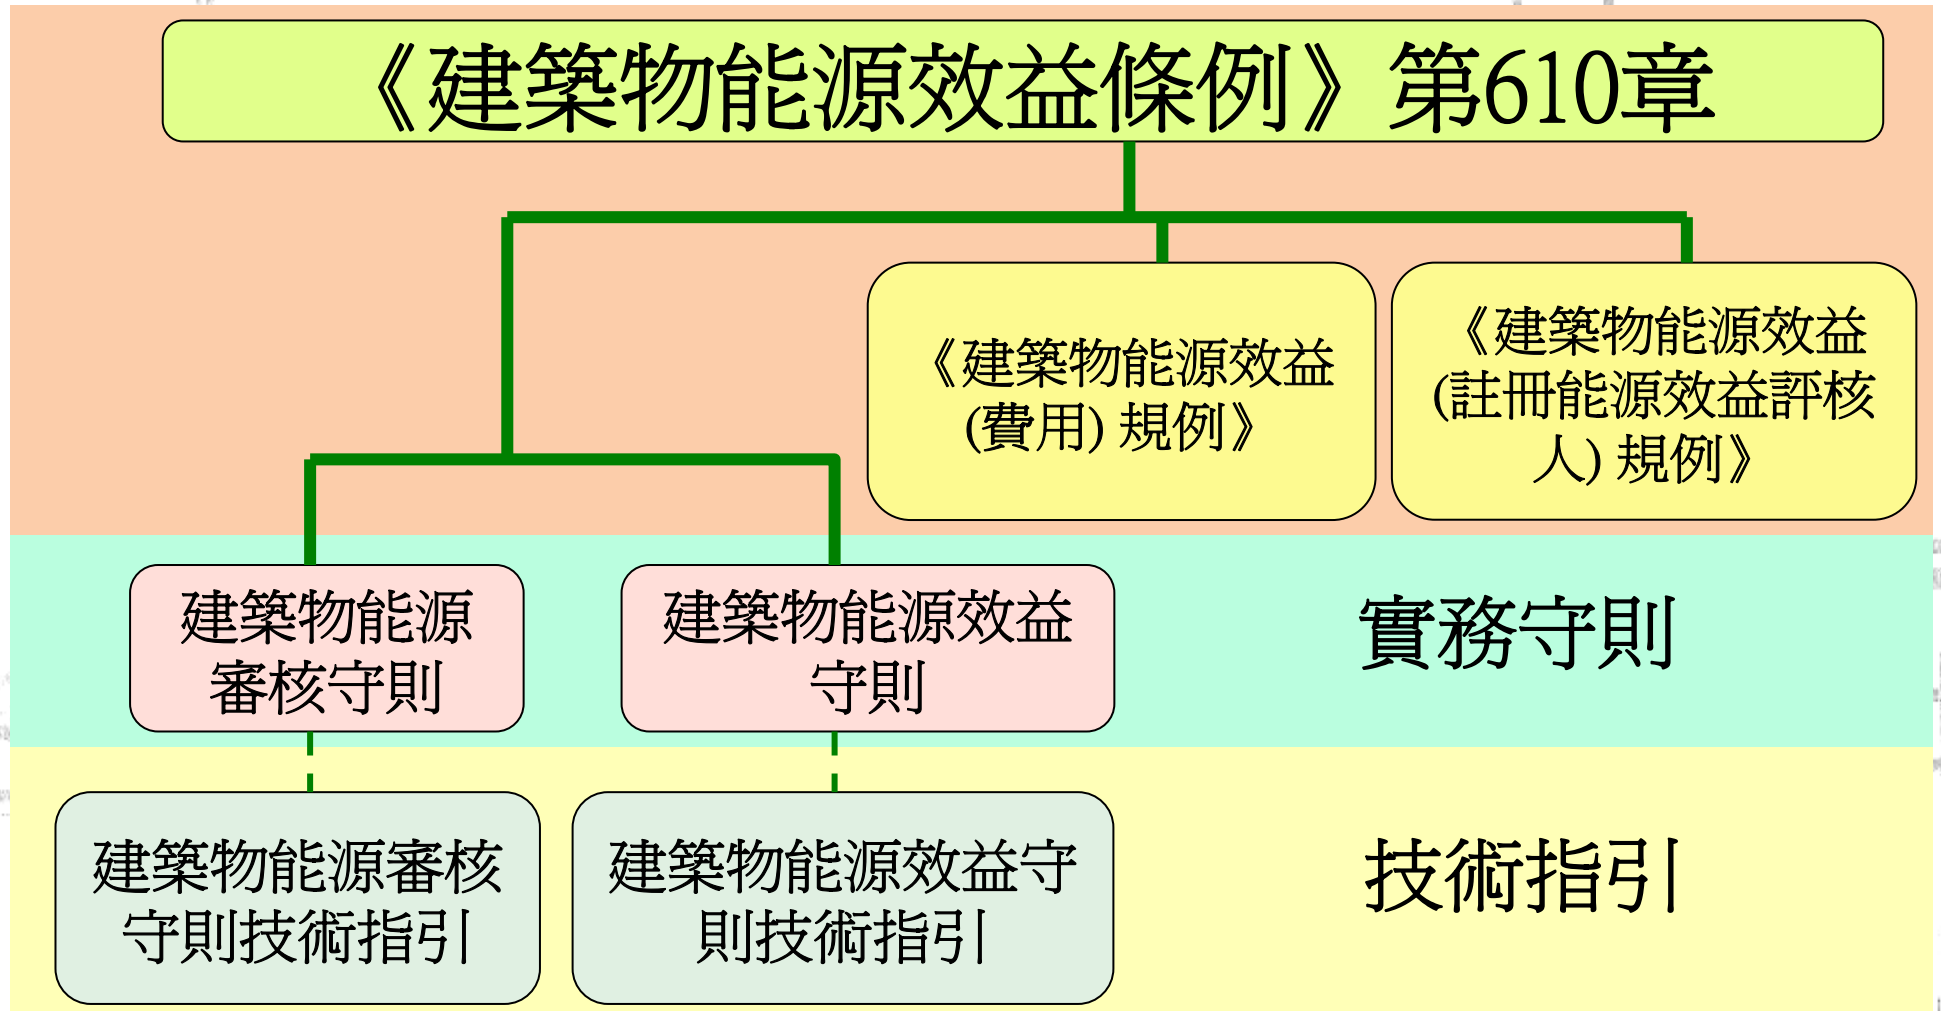 《建築物能源效益條例》第610章
《建築物能源效益
(費用) 規例》
《建築物能源效益
(註冊能源效益評核
人) 規例》
建築物能源
審核守則
建築物能源效益
守則
實務守則
建築物能源審核
守則技術指引
建築物能源效益守
則技術指引
技術指引